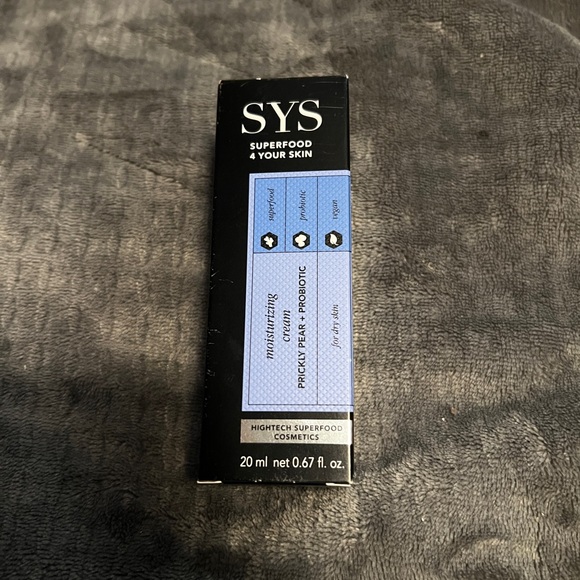 SYS
SUPERFOOD
4 YOUR SKIN
superfood
probiotic
vegan
moisturizing
cream
PRICKLY PEAR + PROBIOTIC
for dry skin
HIGHTECH SUPERFOOD
COSMETICS
20 ml net 0.67 fl. oz.